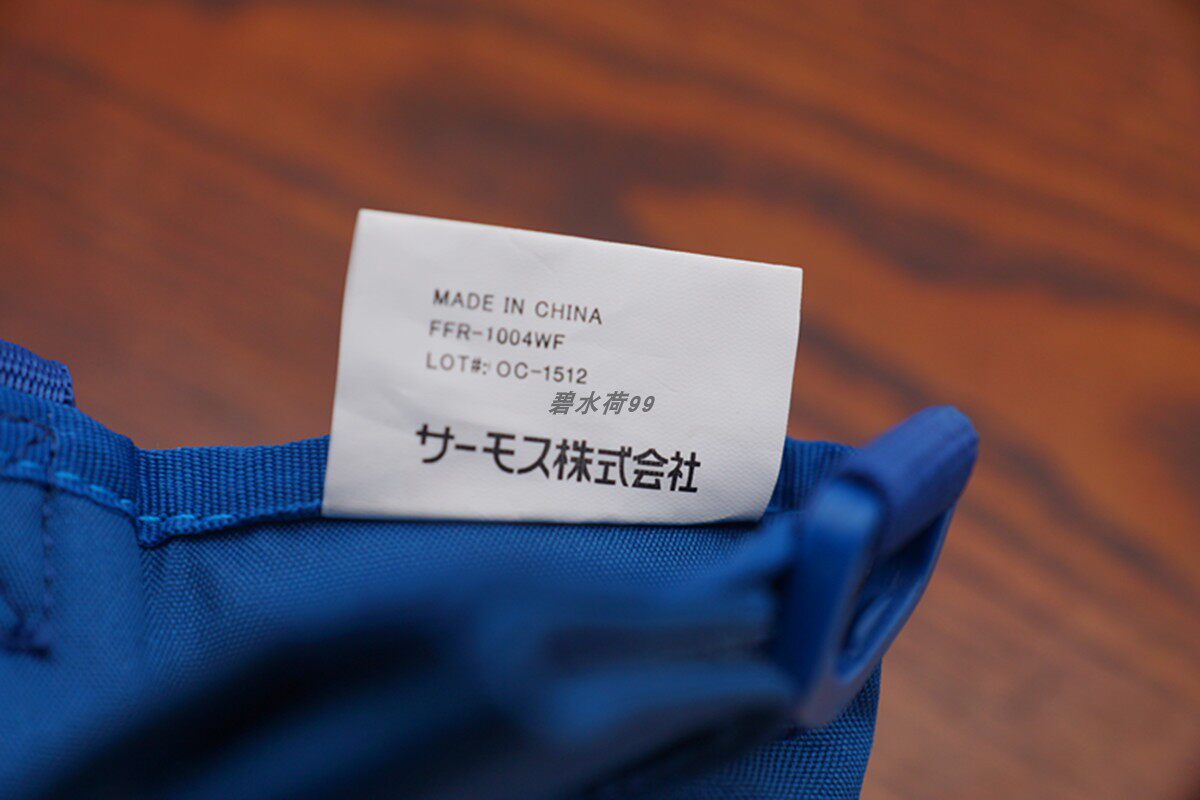 MADE IN CHINA
FFR-1004WF
LOT#: OC-1512
碧水荷99
サーモス株式会社